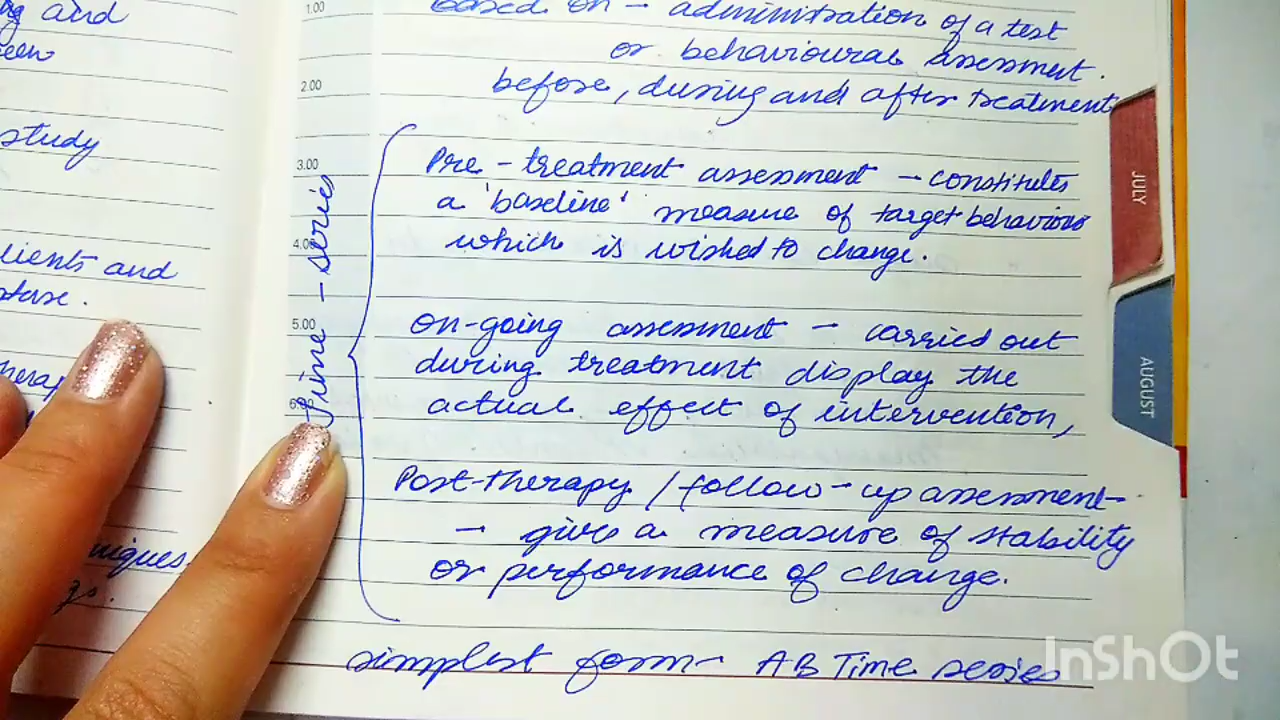 g and
een
study
lients and
1.00
2.00
3.00
4.00
5.00
based on - administration of a test
or behavioural assessment.
before, during and after treatment
Time-series
Pre-treatment assessment - constitutes
a 'baseline' measure of target behaviour
which is wished to change.
on-going assessment - carried out
during treatment display the
actual effect of intervention,
Post-therapy / follow-up assessment-
- gives a measure of stability
or performance of change.
simplest form - AB Time series
JULY
AUGUST
InShOt